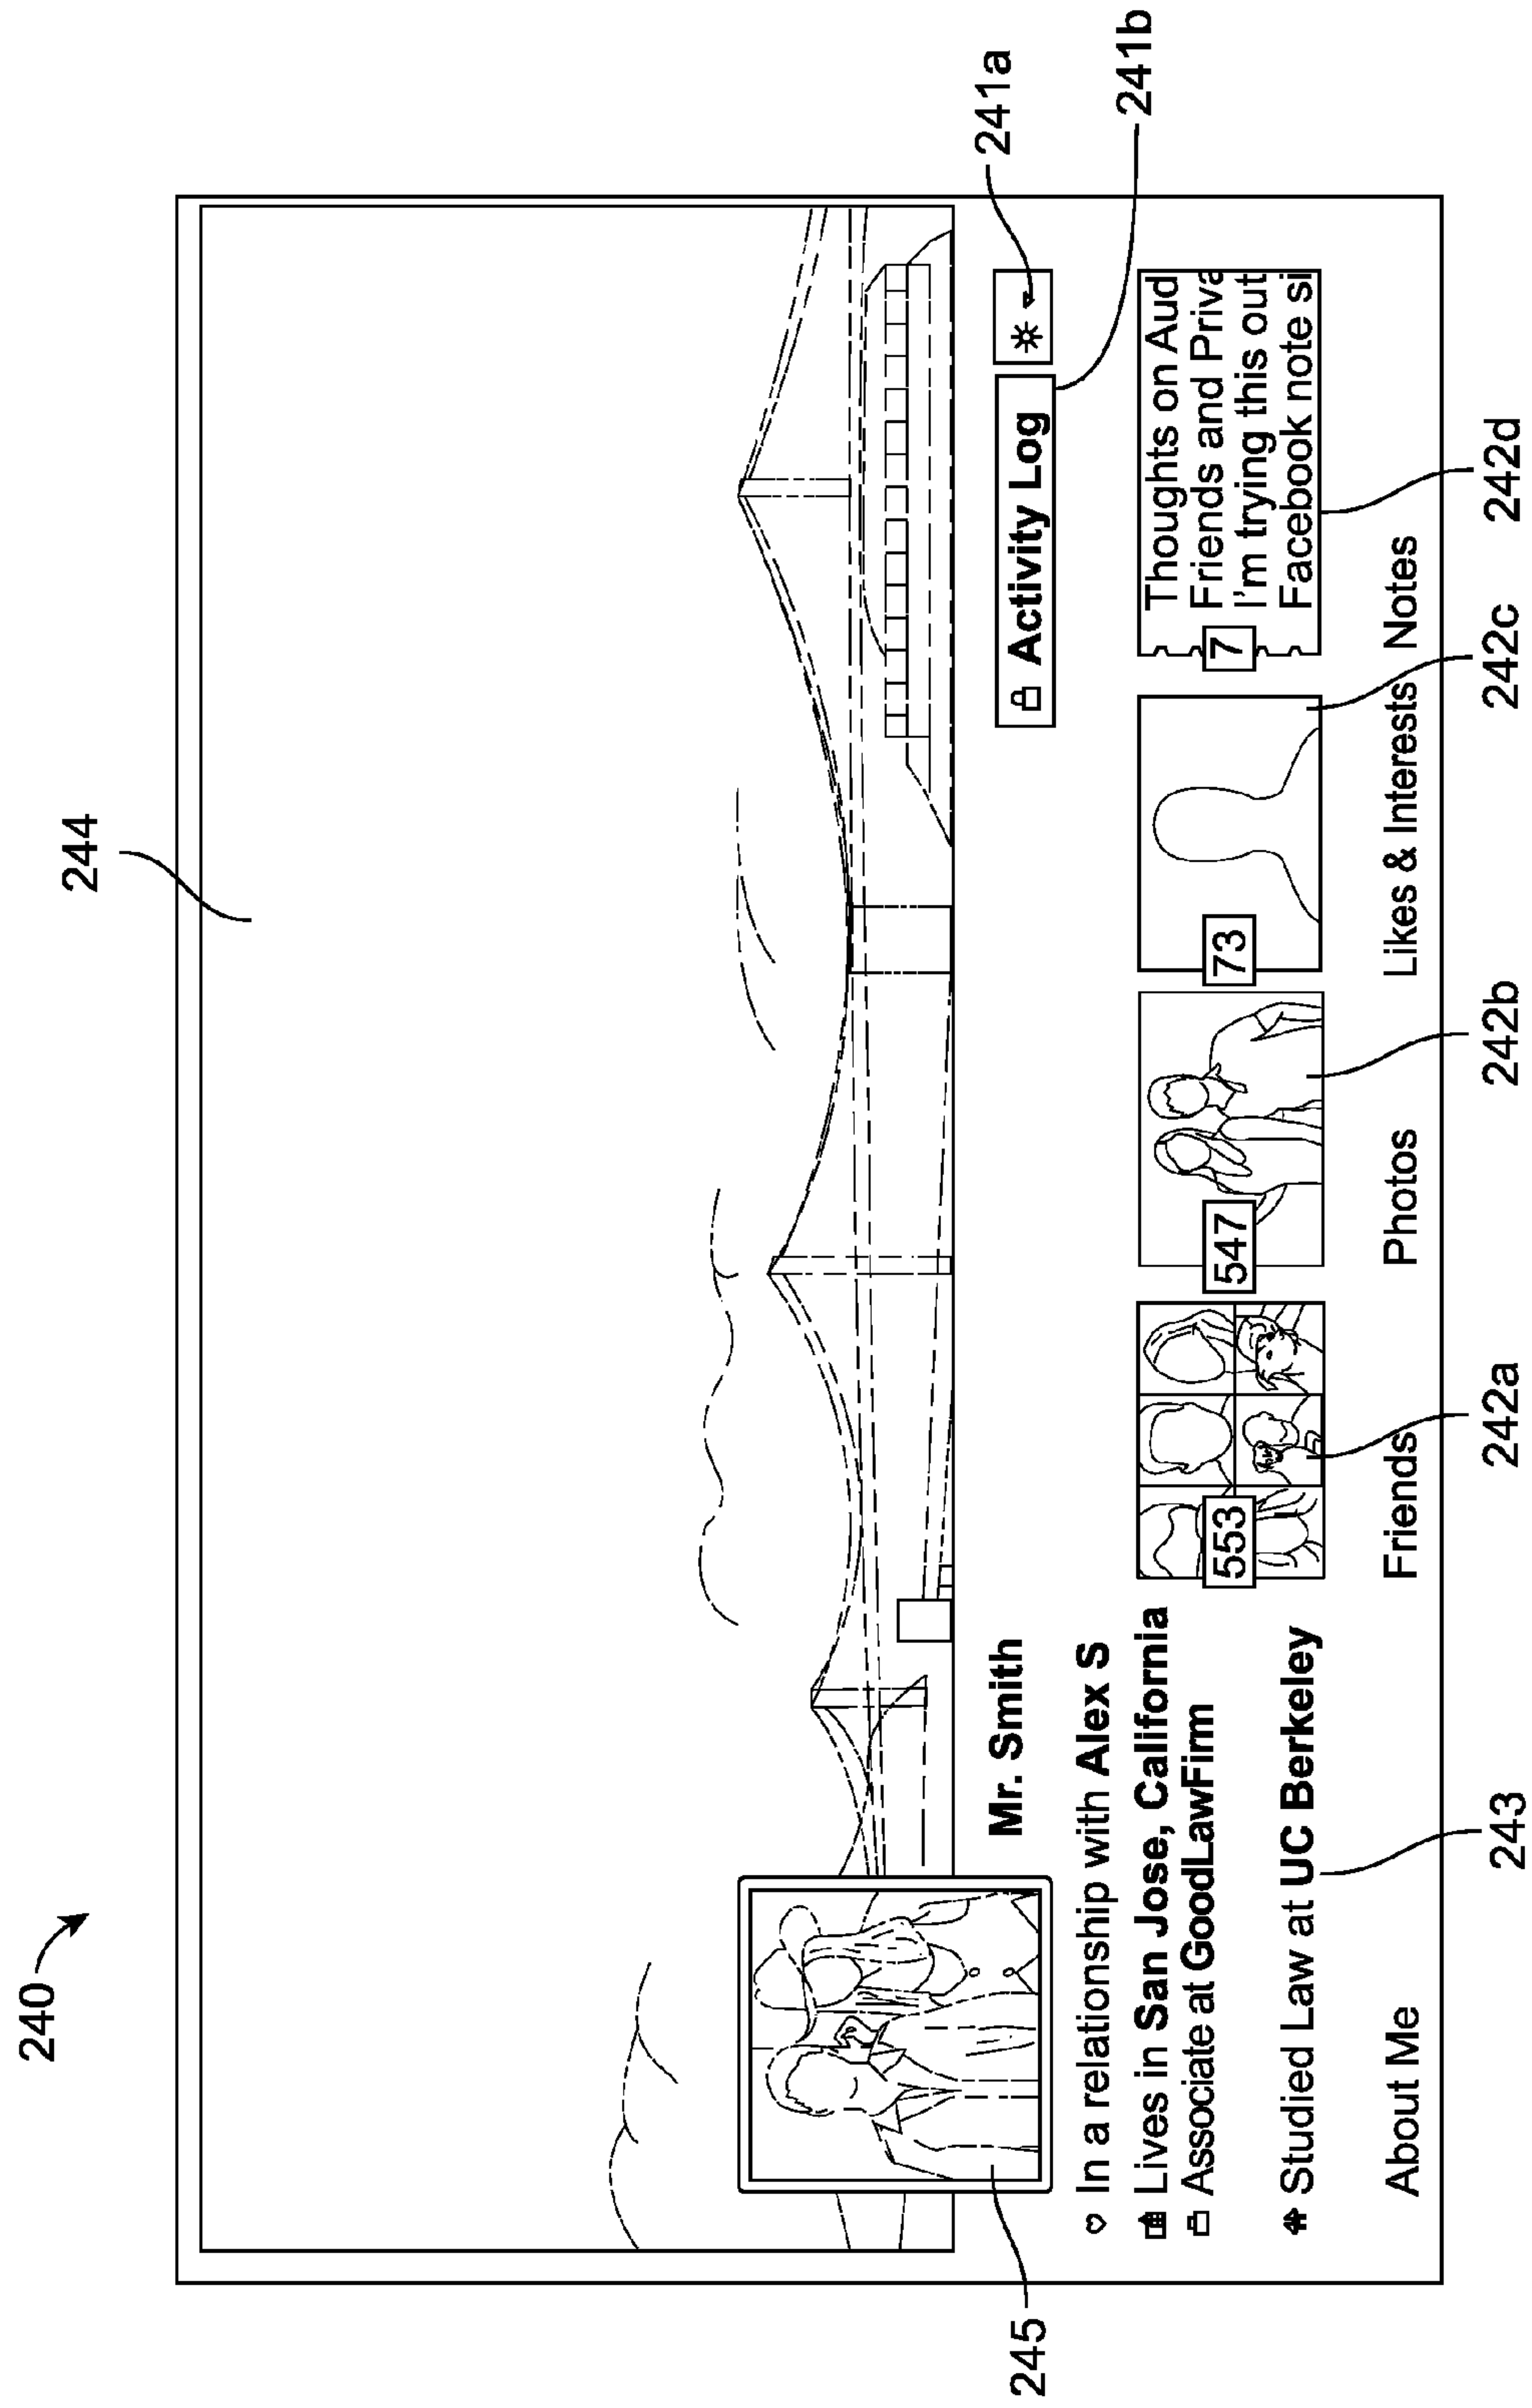 240
244
245
Mr. Smith
Activity Log
241a
241b
In a relationship with Alex S
Lives in San Jose, California
Associate at GoodLawFirm
Studied Law at UC Berkeley
About Me
243
553
Friends
242a
547
Photos
242b
73
Likes & Interests
242c
7
Thoughts on Aud
Friends and Priva
I'm trying this out
Facebook note si
Notes
242d